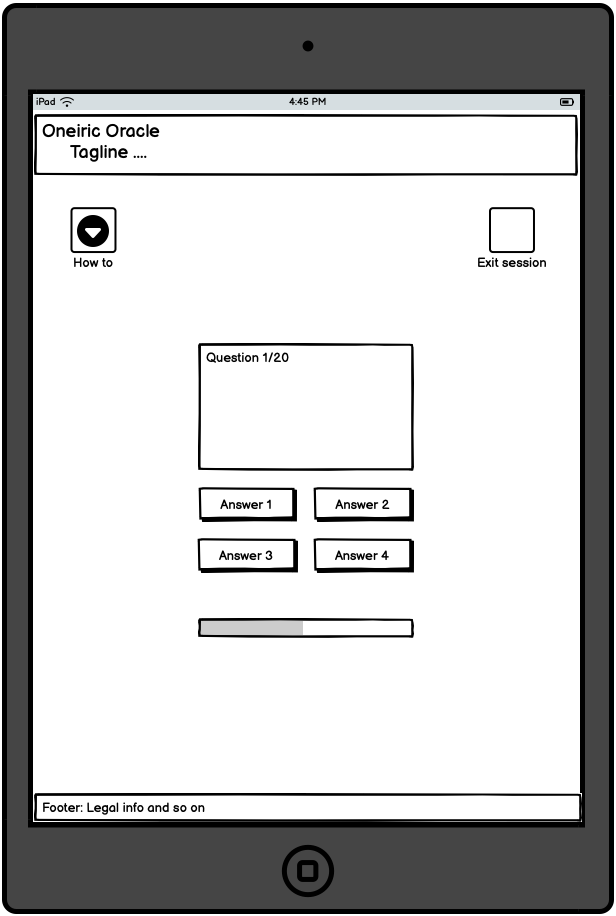 iPad
4:45 PM
Oneiric Oracle
Tagline ....
How to
Exit session
Question 1/20
Answer 1
Answer 2
Answer 3
Answer 4
Footer: Legal info and so on